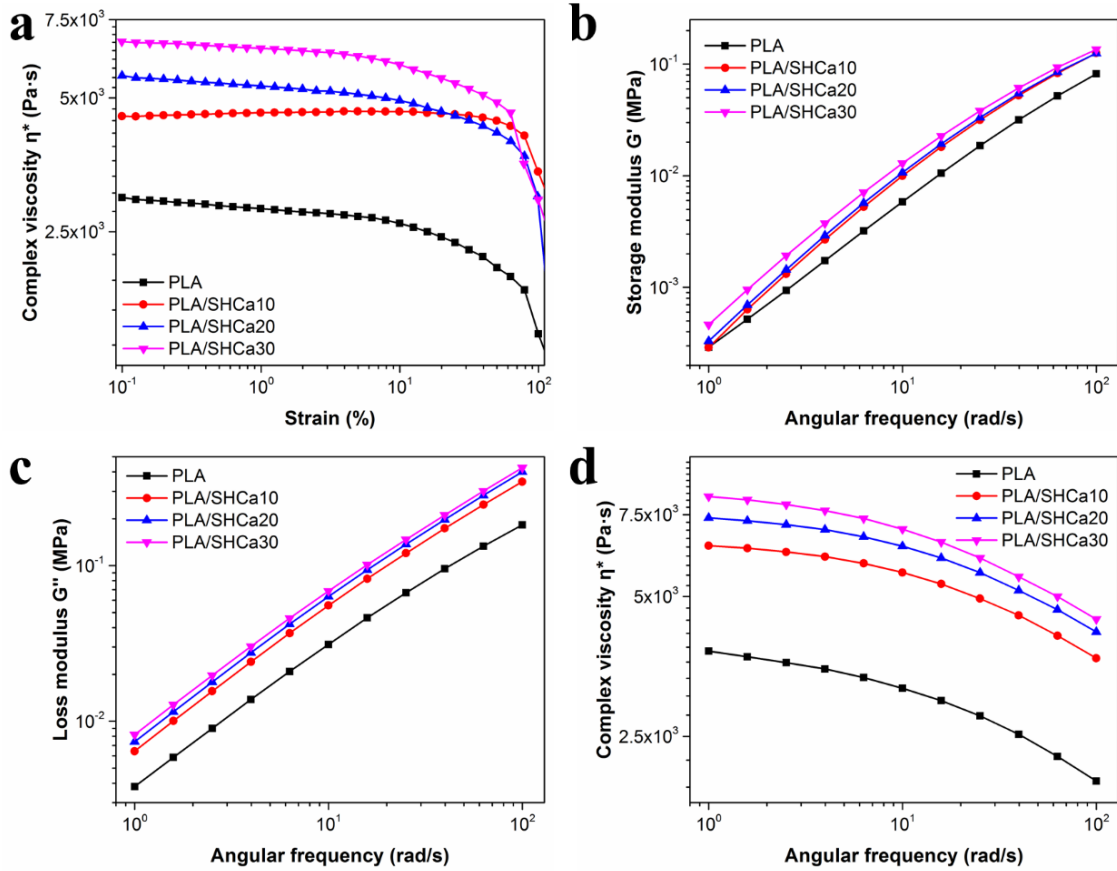 a
Complex viscosity η* (Pa·s)
7.5x10³
5x10³
2.5x10³
PLA
PLA/SHCa10
PLA/SHCa20
PLA/SHCa30
10⁻¹ 10⁰ 10¹ 10²
Strain (%)
b
Storage modulus G' (MPa)
10⁻¹
10⁻²
10⁻³
PLA
PLA/SHCa10
PLA/SHCa20
PLA/SHCa30
10⁰ 10¹ 10²
Angular frequency (rad/s)
c
Loss modulus G'' (MPa)
10⁻¹
10⁻²
PLA
PLA/SHCa10
PLA/SHCa20
PLA/SHCa30
10⁰ 10¹ 10²
Angular frequency (rad/s)
d
Complex viscosity η* (Pa·s)
7.5x10³
5x10³
2.5x10³
PLA
PLA/SHCa10
PLA/SHCa20
PLA/SHCa30
10⁰ 10¹ 10²
Angular frequency (rad/s)